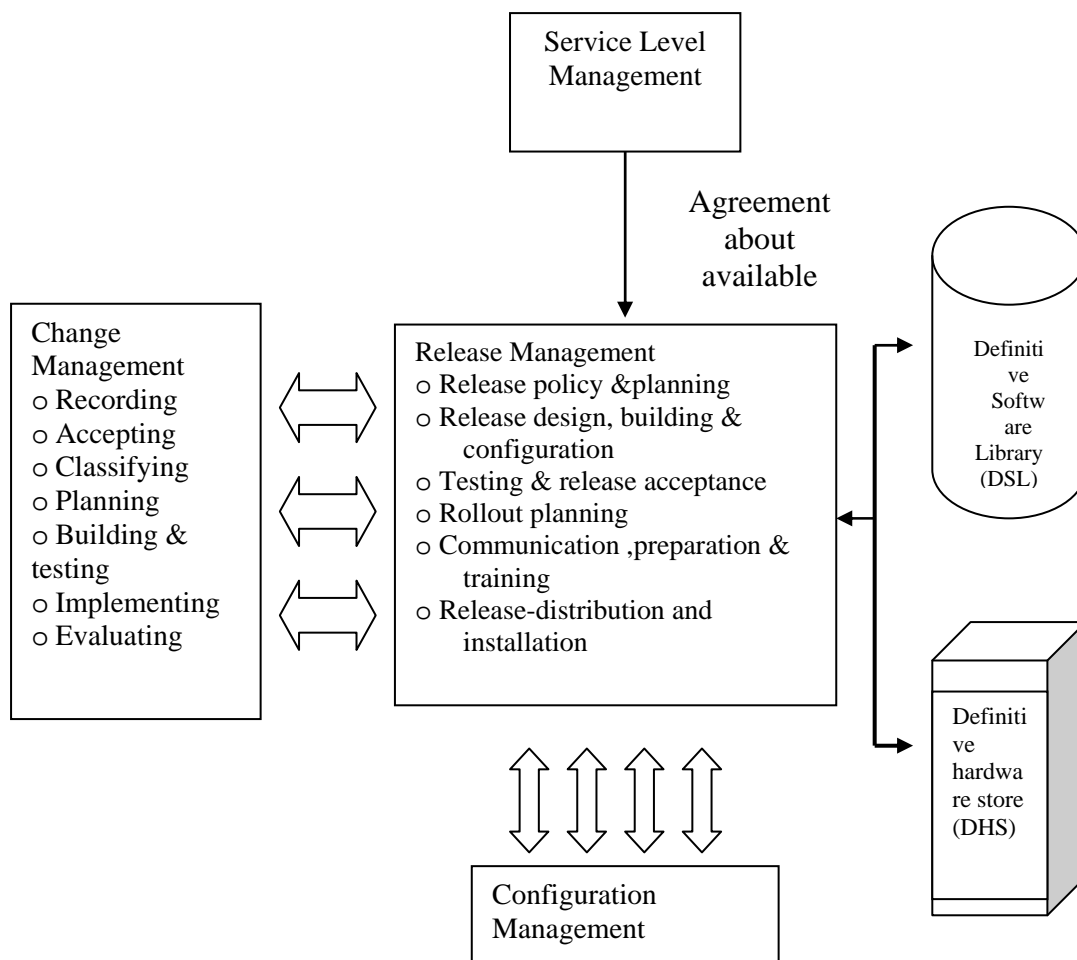 Service Level
Management
Agreement
about
available
Change
Management
o Recording
o Accepting
o Classifying
o Planning
o Building &
testing
o Implementing
o Evaluating
Release Management
o Release policy &planning
o Release design, building &
configuration
o Testing & release acceptance
o Rollout planning
o Communication ,preparation &
training
o Release-distribution and
installation
Definiti
ve
Softw
are
Library
(DSL)
Definiti
ve
hardwa
re store
(DHS)
Configuration
Management